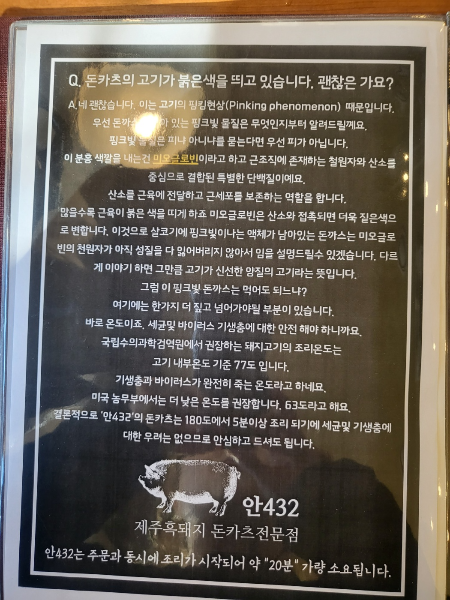 Q. 돈카츠의 고기가 붉은색을 띄고 있습니다. 괜찮은 가요?
A.네 괜찮습니다. 이는 고기의 핑킹현상(Pinking phenomenon) 때문입니다.
우선 돈까스 있는 핑크빛 물질은 무엇인지부터 알려드릴께요.
핑크빛 물질은 피냐 아니냐를 묻는다면 우선 피가 아닙니다.
이 분홍 색깔을 내는건 미오글로빈이라고 하고 근조직에 존재하는 철원자와 산소를
중심으로 결합된 특별한 단백질이예요.
산소를 근육에 전달하고 근세포를 보존하는 역할을 합니다.
많을수록 근육이 붉은 색을 띠게 하죠 미오글로빈은 산소와 접촉되면 더욱 짙은색으
로 변합니다. 이것으로 살코기에 핑크빛이나는 액체가 남아있는 돈까스는 미오글로
빈의 천원자가 아직 성질을 다 잃어버리지 않아서 임을 설명드릴수 있겠습니다. 다르
게 이야기 하면 그만큼 고기가 신선한 양질의 고기라는 뜻입니다.
그럼 이 핑크빛 돈까스는 먹어도 되느냐?
여기에는 한가지 더 짚고 넘어가야될 부분이 있습니다.
바로 온도이죠. 세균및 바이러스 기생충에 대한 안전 해야 하니까요.
국립수의과학검역원에서 권장하는 돼지고기의 조리온도는
고기 내부온도 기준 77도 입니다.
기생충과 바이러스가 완전히 죽는 온도라고 하네요.
미국 농무부에서는 더 낮은 온도를 권장합니다. 63도라고 해요.
결론적으로 '안432'의 돈카츠는 180도에서 5분이상 조리 되기에 세균및 기생충에
대한 우려는 없으므로 안심하고 드셔도 됩니다.
안432
제주흑돼지 돈카츠전문점
안432는 주문과 동시에 조리가 시작되어 약 "20분" 가량 소요됩니다.